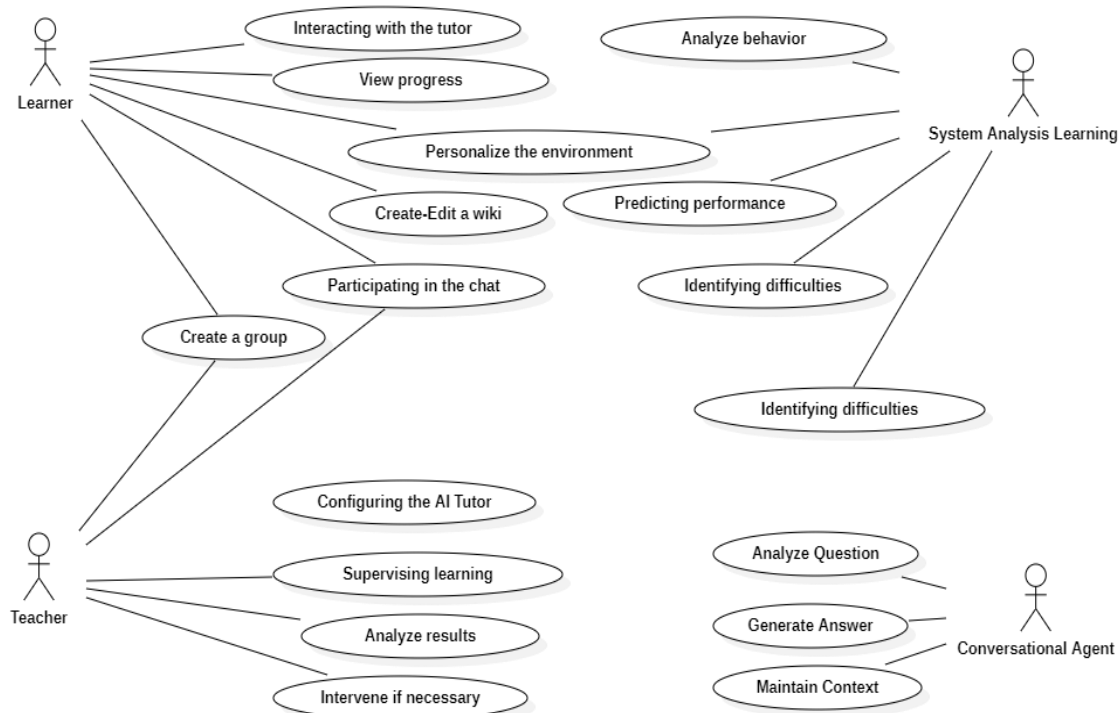 Interacting with the tutor
Analyze behavior
View progress
Learner
System Analysis Learning
Personalize the environment
Create-Edit a wiki
Predicting performance
Participating in the chat
Identifying difficulties
Create a group
Identifying difficulties
Configuring the AI Tutor
Analyze Question
Supervising learning
Teacher
Generate Answer
Analyze results
Conversational Agent
Maintain Context
Intervene if necessary